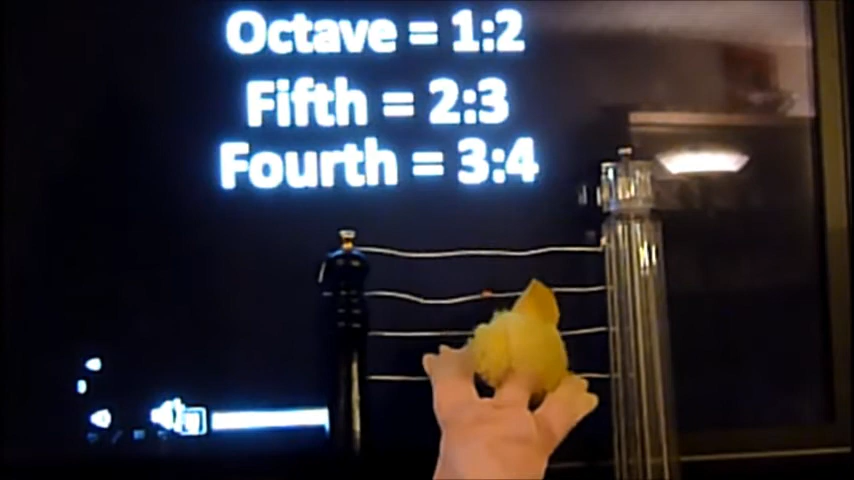 Octave = 1:2
Fifth = 2:3
Fourth = 3:4